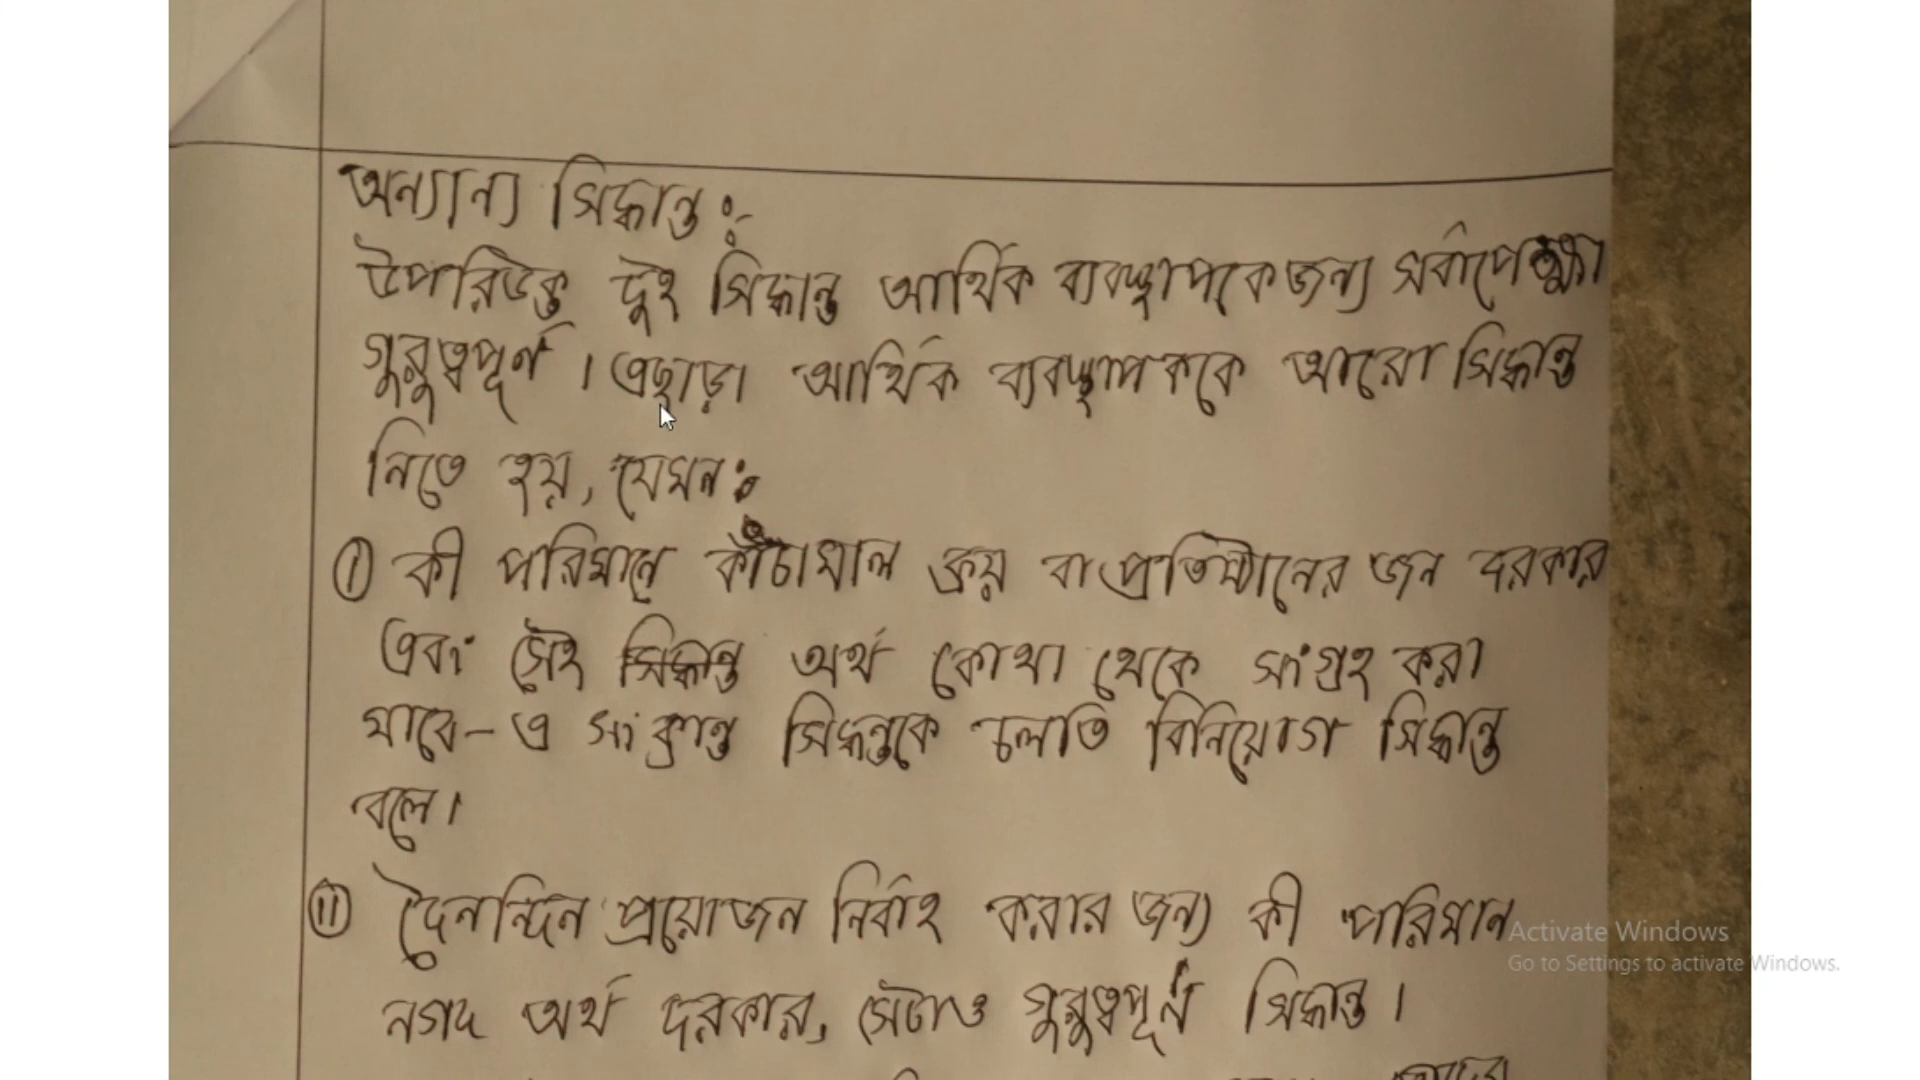 অন্যান্য সিদ্ধান্ত :-
উপরিউক্ত দুই সিদ্ধান্ত আর্থিক ব্যবস্থাপকে জন্য সর্বাপেক্ষা
গুরুত্বপূর্ণ । এছাড়া আর্থিক ব্যবস্থাপককে আরো সিদ্ধান্ত
নিতে হয়, যেমন:
(i) কী পরিমানে কাঁচামাল ক্রয় বা প্রতিষ্ঠানের জন দরকার
এবং সেই অর্থ কোথা থেকে সংগ্রহ করা
যাবে - এ সংক্রান্ত সিদ্ধন্তকে চলতি বিনিয়োগ সিদ্ধান্ত
বলে।
(ii) দৈনন্দিন প্রয়োজন নির্বাহ করার জন্য কী পরিমান
নগদ অর্থ দরকার, সেটাও গুরুত্বপূর্ণ সিদ্ধান্ত ।
Activate Windows
Go to Settings to activate Windows.